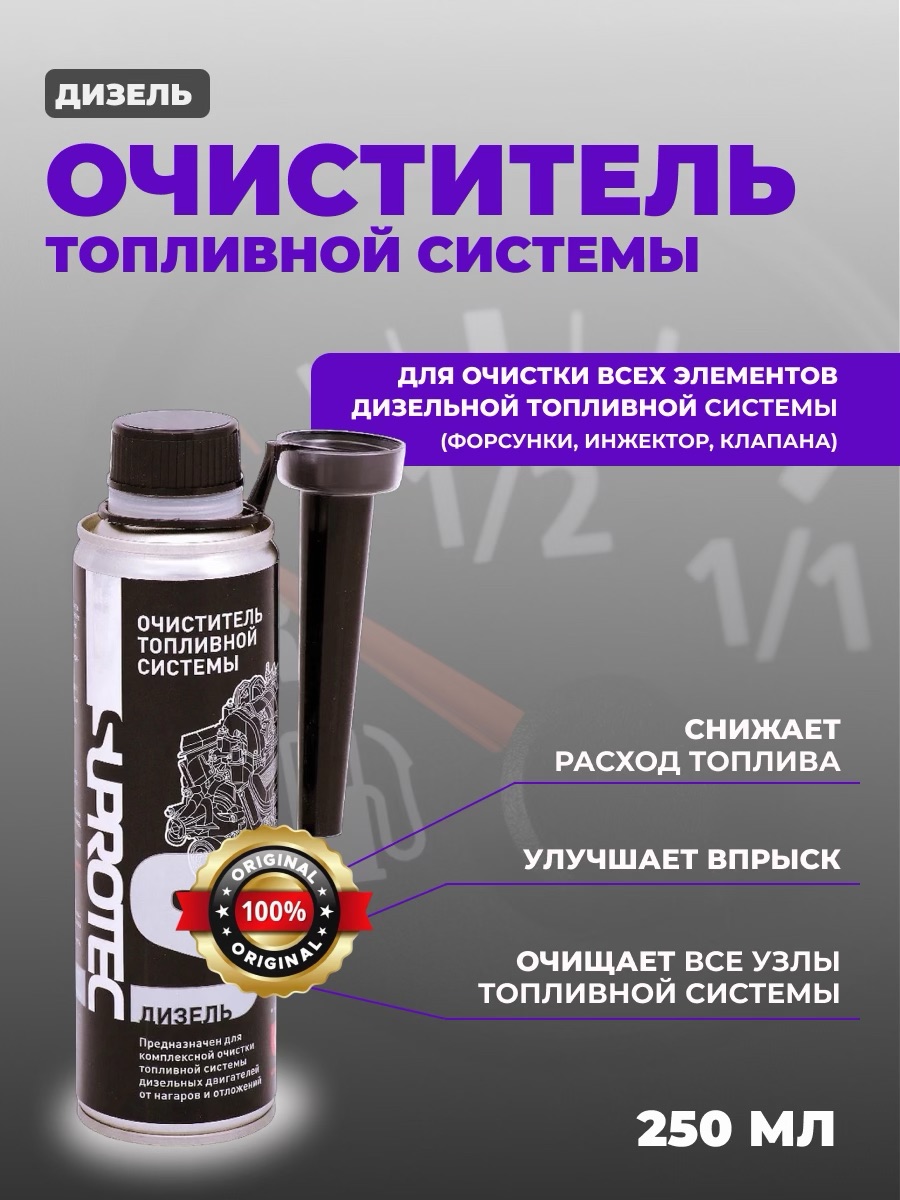 ДИЗЕЛЬ
ОЧИСТИТЕЛЬ
ТОПЛИВНОЙ СИСТЕМЫ
ДЛЯ ОЧИСТКИ ВСЕХ ЭЛЕМЕНТОВ
ДИЗЕЛЬНОЙ ТОПЛИВНОЙ СИСТЕМЫ
(ФОРСУНКИ, ИНЖЕКТОР, КЛАПАНА)
1/2
1/1
ОЧИСТИТЕЛЬ
ТОПЛИВНОЙ
СИСТЕМЫ
SUPROTEC
СНИЖАЕТ
РАСХОД ТОПЛИВА
УЛУЧШАЕТ ВПРЫСК
ОЧИЩАЕТ ВСЕ УЗЛЫ
ТОПЛИВНОЙ СИСТЕМЫ
ORIGINAL
100%
ORIGINAL
ДИЗЕЛЬ
Предназначен для
комплексной очистки
топливной системы
дизельных двигателей
от нагаров и отложений
250 МЛ